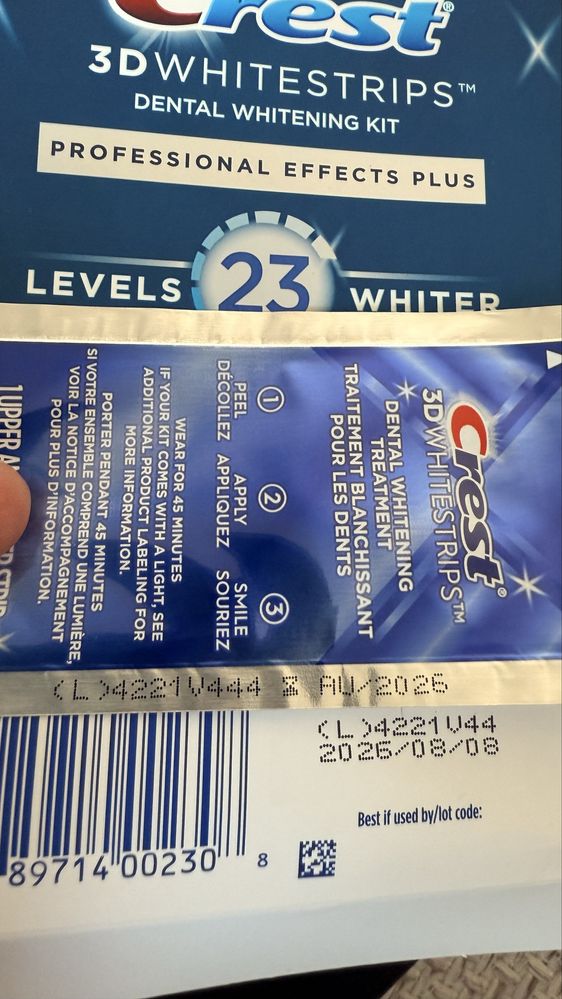 Crest®
3DWHITESTRIPS™
DENTAL WHITENING KIT
PROFESSIONAL EFFECTS PLUS
LEVELS 23 WHITER
Crest®
3DWHITESTRIPS™
DENTAL WHITENING
TREATMENT
TRAITEMENT BLANCHISSANT
POUR LES DENTS
1 2 3
PEEL APPLY SMILE
DÉCOLLEZ APPLIQUEZ SOURIEZ
WEAR FOR 45 MINUTES
IF YOUR KIT COMES WITH A LIGHT, SEE
ADDITIONAL PRODUCT LABELING FOR
MORE INFORMATION.
PORTER PENDANT 45 MINUTES
SI VOTRE ENSEMBLE COMPREND UNE LUMIÈRE,
VOIR LA NOTICE D'ACCOMPAGNEMENT
POUR PLUS D'INFORMATION.
1 UPPER
(L)4221V444 ⧖ AU/2026
(L)4221V44
2026/08/08
Best if used by/lot code:
89714 00230 8